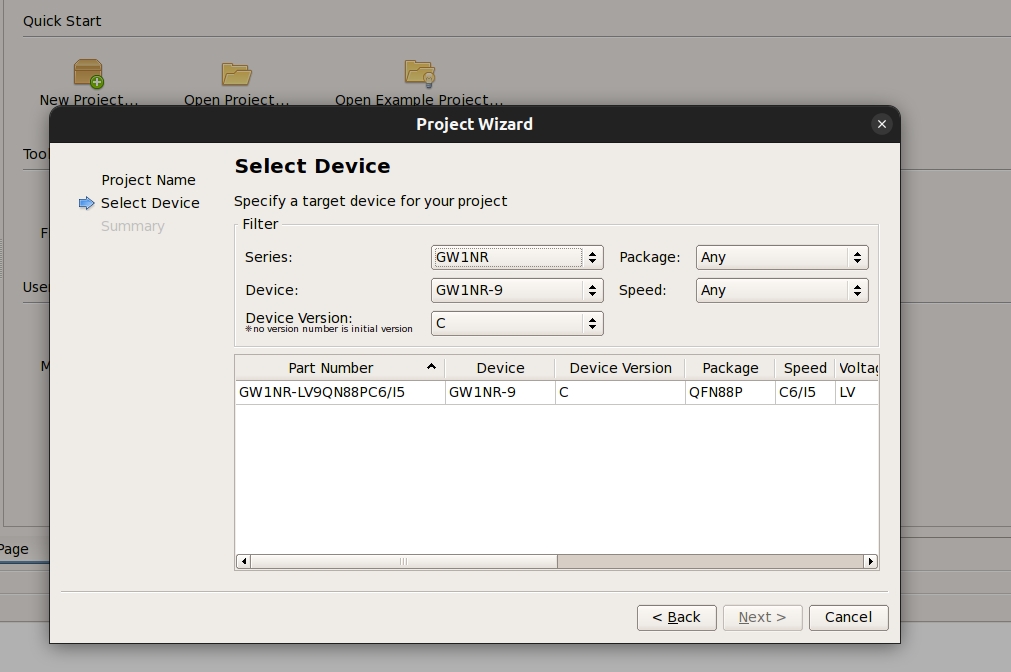 Quick Start
New Project... Open Project... Open Example Project...
Project Wizard
Project Name
Select Device
Summary
Select Device
Specify a target device for your project
Filter
Series: GW1NR Package: Any
Device: GW1NR-9 Speed: Any
Device Version: C
*no version number is initial version
Part Number Device Device Version Package Speed Voltag
GW1NR-LV9QN88PC6/I5 GW1NR-9 C QFN88P C6/I5 LV
Page
< Back Next > Cancel